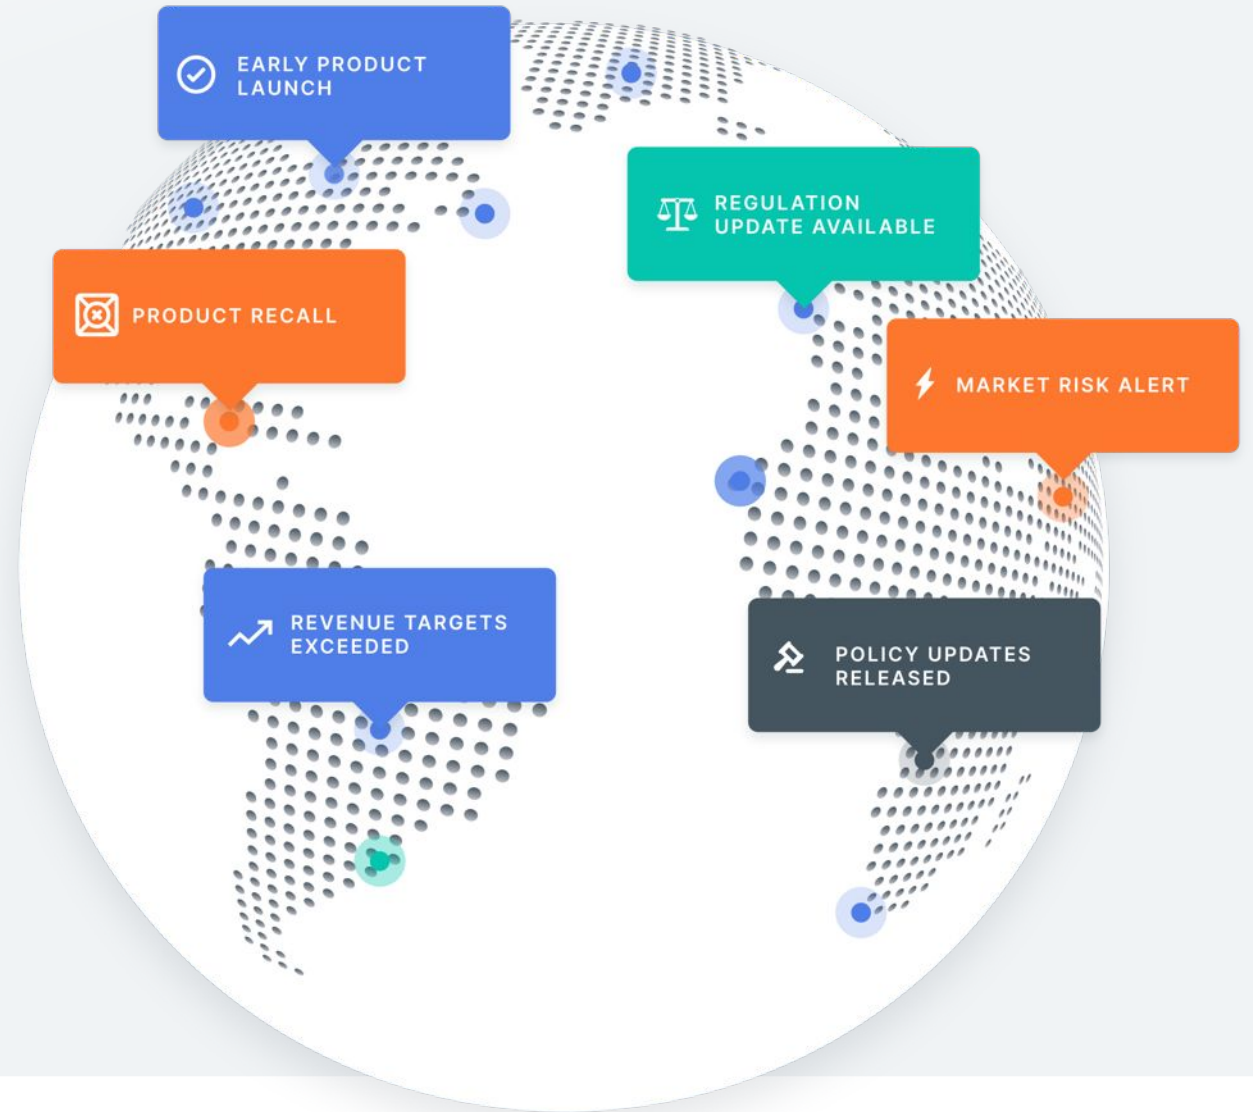 EARLY PRODUCT
LAUNCH
REGULATION
UPDATE AVAILABLE
PRODUCT RECALL
MARKET RISK ALERT
REVENUE TARGETS
EXCEEDED
POLICY UPDATES
RELEASED